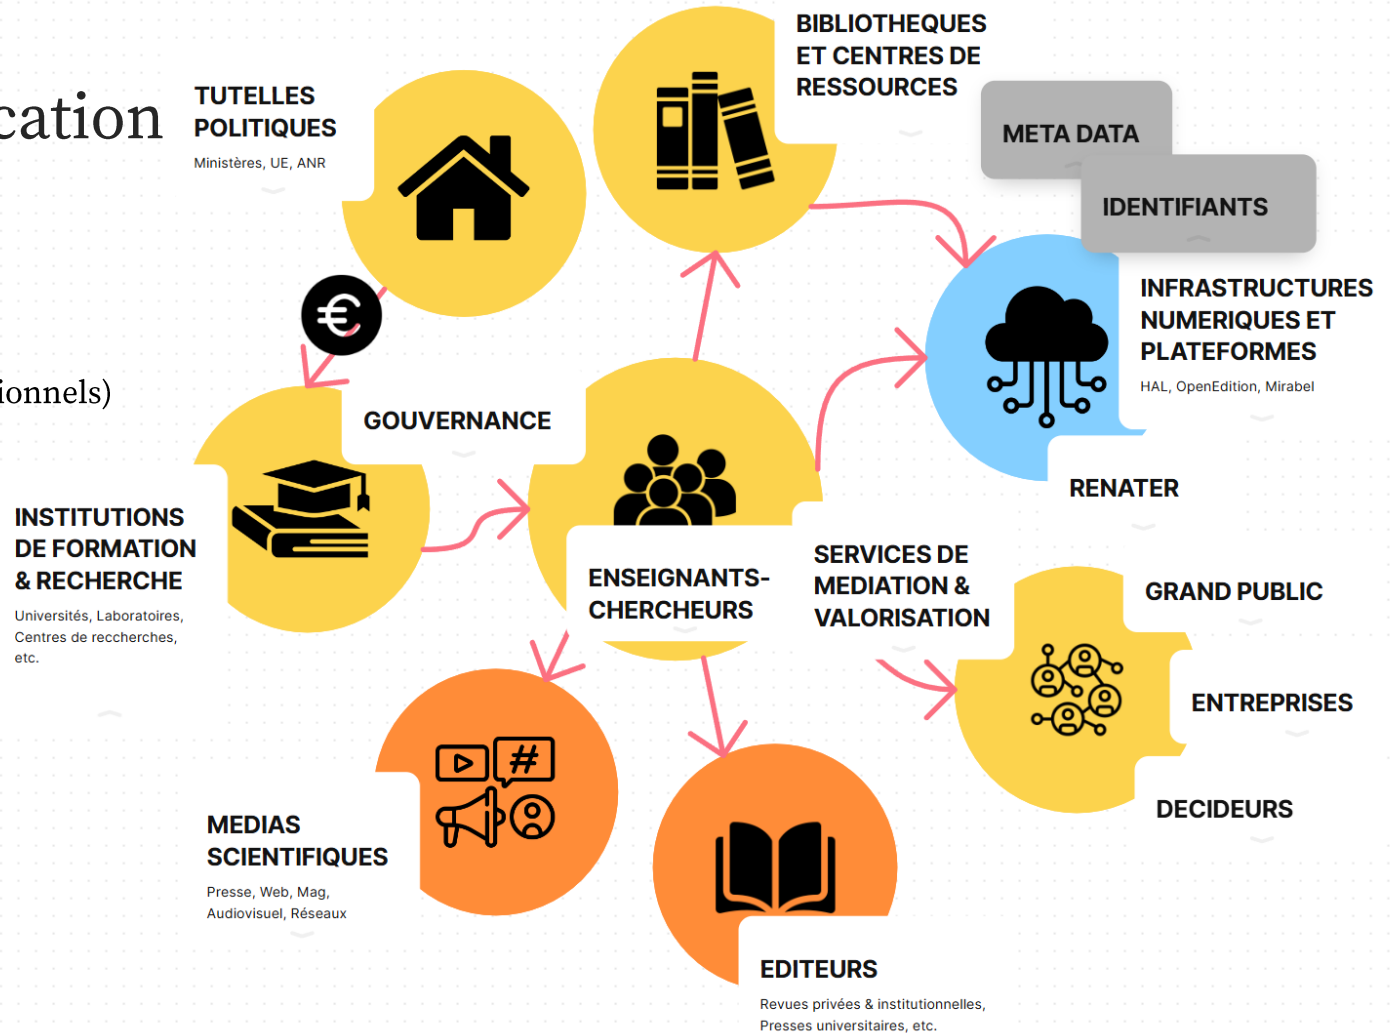 BIBLIOTHEQUES
ET CENTRES DE
RESSOURCES
TUTELLES
POLITIQUES
Ministères, UE, ANR
cation
META DATA
IDENTIFIANTS
€
INFRASTRUCTURES
NUMERIQUES ET
PLATEFORMES
HAL, OpenEdition, Mirabel
ionnels)
GOUVERNANCE
RENATER
INSTITUTIONS
DE FORMATION
& RECHERCHE
Universités, Laboratoires,
Centres de reccherches,
etc.
ENSEIGNANTS-
CHERCHEURS
SERVICES DE
MEDIATION &
VALORISATION
GRAND PUBLIC
ENTREPRISES
DECIDEURS
#
MEDIAS
SCIENTIFIQUES
Presse, Web, Mag,
Audiovisuel, Réseaux
EDITEURS
Revues privées & institutionnelles,
Presses universitaires, etc.